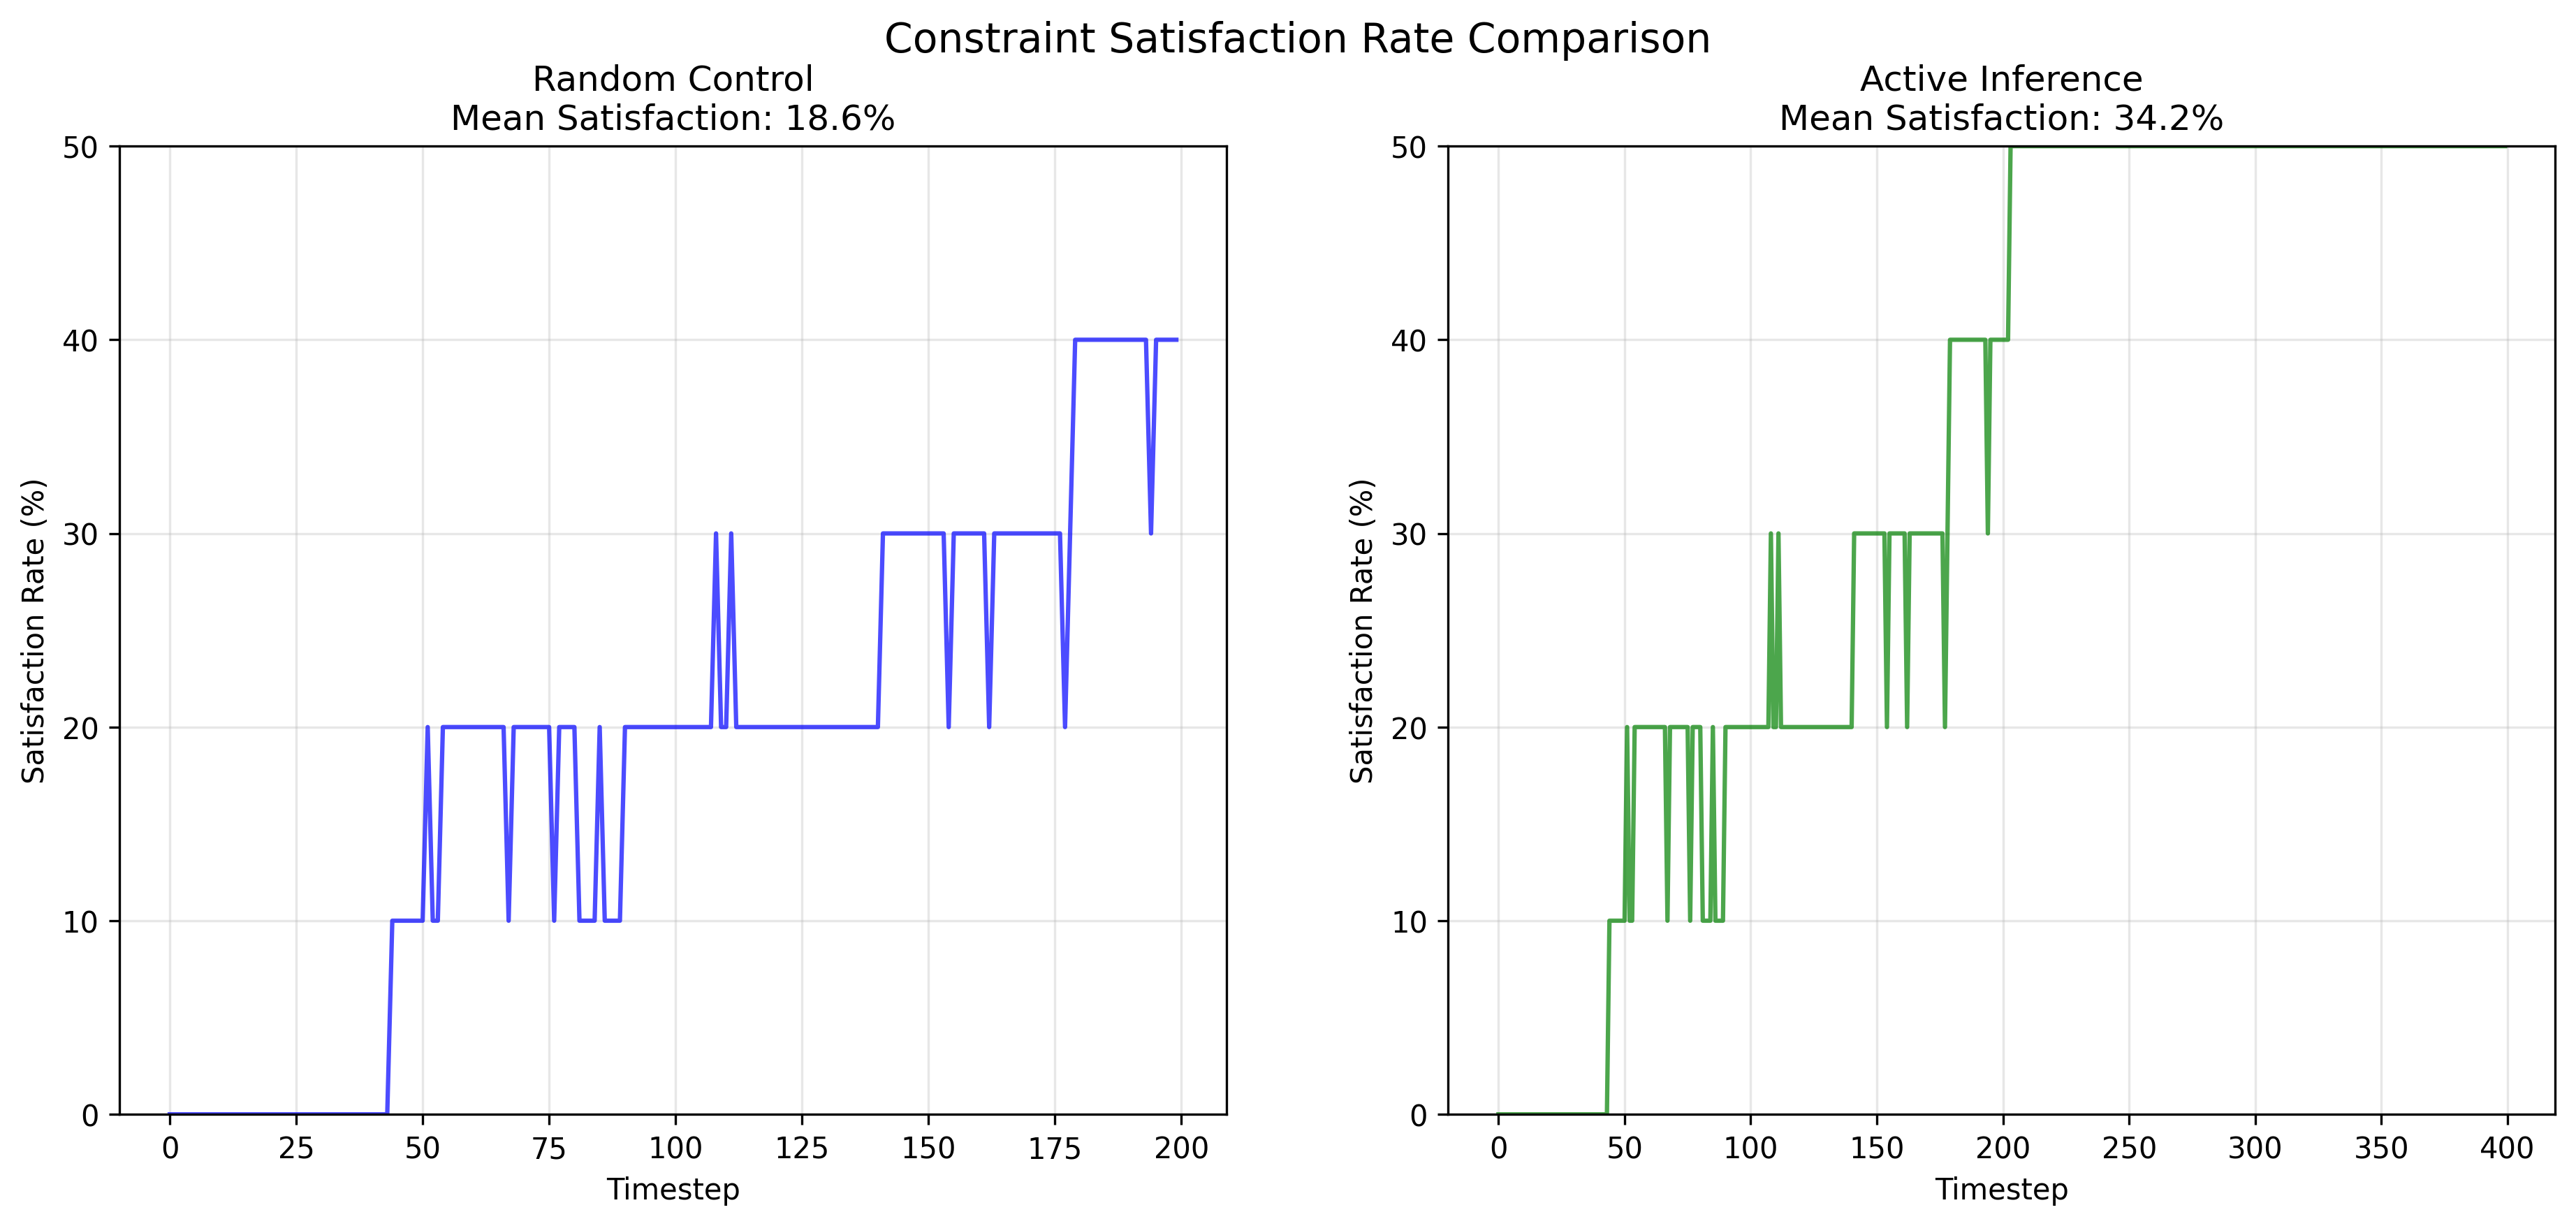 Constraint Satisfaction Rate Comparison
Random Control
Mean Satisfaction: 18.6%
50
40
30
20
10
0
Satisfaction Rate (%)
0 25 50 75 100 125 150 175 200
Timestep
Active Inference
Mean Satisfaction: 34.2%
50
40
30
20
10
0
Satisfaction Rate (%)
0 50 100 150 200 250 300 350 400
Timestep